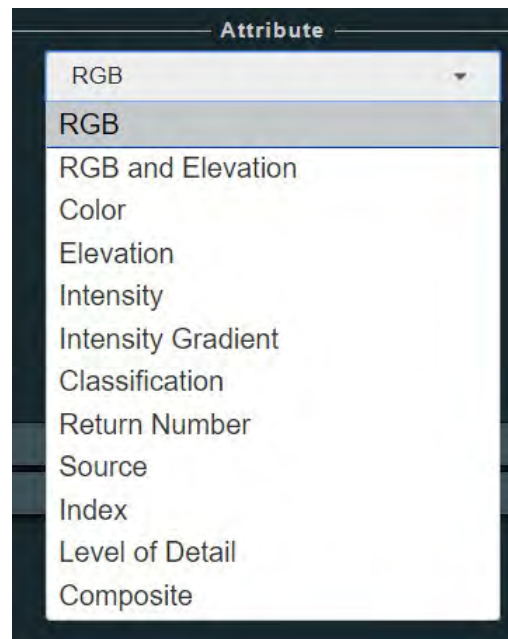 Attribute
RGB
RGB
RGB and Elevation
Color
Elevation
Intensity
Intensity Gradient
Classification
Return Number
Source
Index
Level of Detail
Composite